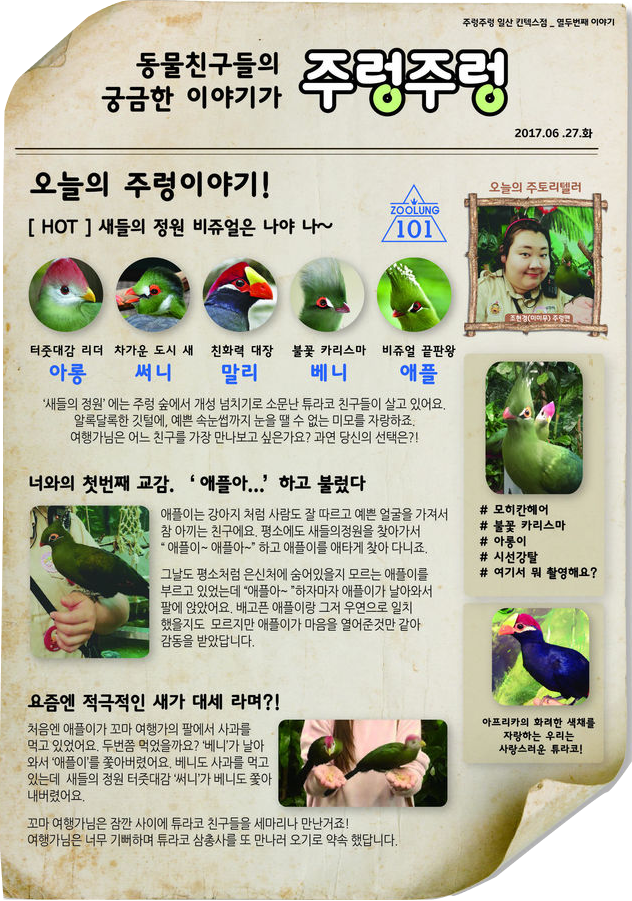 주렁주렁 일산 킨텍스점 _ 열두번째 이야기
동물친구들의
궁금한 이야기가
주렁주렁
2017.06 .27.화
오늘의 주렁이야기!
[ HOT ] 새들의 정원 비쥬얼은 나야 나~
ZOOLUNG
101
오늘의 주토리텔러
조현경(미미무) 주렁맨
터줏대감 리더
아롱
차가운 도시 새
써니
친화력 대장
말리
불꽃 카리스마
베니
비쥬얼 끝판왕
애플
‘새들의 정원’ 에는 주렁 숲에서 개성 넘치기로 소문난 튜라코 친구들이 살고 있어요.
알록달록한 깃털에, 예쁜 속눈썹까지 눈을 땔 수 없는 미모를 자랑하죠.
여행가님은 어느 친구를 가장 만나보고 싶은가요? 과연 당신의 선택은?!
너와의 첫번째 교감. ‘ 애플아...’ 하고 불렀다
애플이는 강아지 처럼 사람도 잘 따르고 예쁜 얼굴을 가져서
참 아끼는 친구에요. 평소에도 새들의정원을 찾아가서
“ 애플이~ 애플아~” 하고 애플이를 애타게 찾아 다니죠.
그날도 평소처럼 은신처에 숨어있을지 모르는 애플이를
부르고 있었는데 “애플아~ ”하자마자 애플이가 날아와서
팔에 앉았어요. 배고픈 애플이랑 그저 우연으로 일치
했을지도 모르지만 애플이가 마음을 열어준것만 같아
감동을 받았답니다.
# 모히칸헤어
# 불꽃 카리스마
# 아롱이
# 시선강탈
# 여기서 뭐 촬영해요?
아프리카의 화려한 색채를
자랑하는 우리는
사랑스러운 튜라코!
요즘엔 적극적인 새가 대세 라며?!
처음엔 애플이가 꼬마 여행가의 팔에서 사과를
먹고 있었어요. 두번쯤 먹었을까요? ‘베니’가 날아
와서 ‘애플이’를 쫓아버렸어요. 베니도 사과를 먹고
있는데 새들의 정원 터줏대감 ‘써니’가 베니도 쫓아
내버렸어요.
꼬마 여행가님은 잠깐 사이에 튜라코 친구들을 세마리나 만난거죠!
여행가님은 너무 기뻐하며 튜라코 삼총사를 또 만나러 오기로 약속 했답니다.